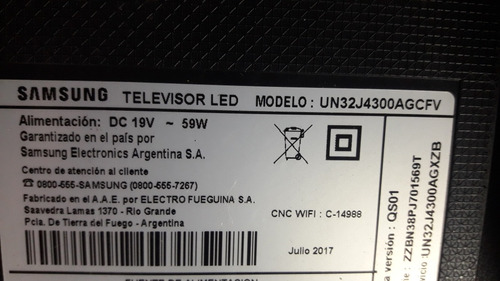 SAMSUNG TELEVISOR LED MODELO : UN32J4300AGCFV
Alimentación: DC 19V ⎓ 59W
Garantizado en el país por
Samsung Electronics Argentina S.A.
Centro de atención al cliente
☎ 0800-555-SAMSUNG (0800-555-7267)
Fabricado en el A.A.E. por ELECTRO FUEGUINA S.A.
Saavedra Lamas 1370 - Rio Grande
Pcia. De Tierra del Fuego - Argentina
CNC WIFI : C-14988
Julio 2017
versión : QS01
: ZZBN38PJ701569T
: UN32J4300AGXZB